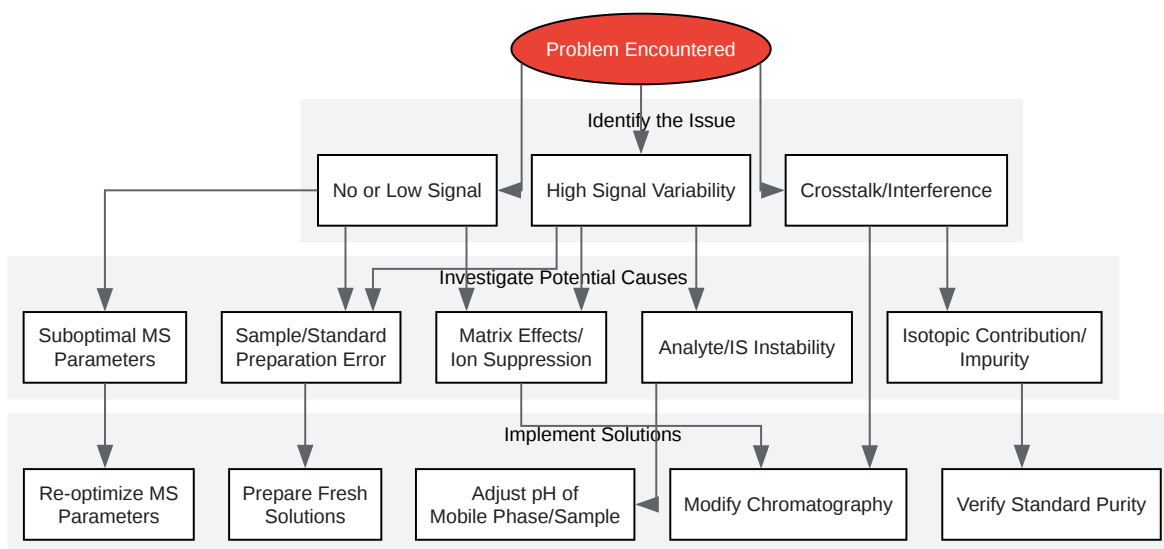 Problem Encountered
Identify the Issue
No or Low Signal
High Signal Variability
Crosstalk/Interference
Investigate Potential Causes
Suboptimal MS
Parameters
Sample/Standard
Preparation Error
Matrix Effects/
Ion Suppression
Analyte/IS Instability
Isotopic Contribution/
Impurity
Implement Solutions
Re-optimize MS
Parameters
Prepare Fresh
Solutions
Adjust pH of
Mobile Phase/Sample
Modify Chromatography
Verify Standard Purity